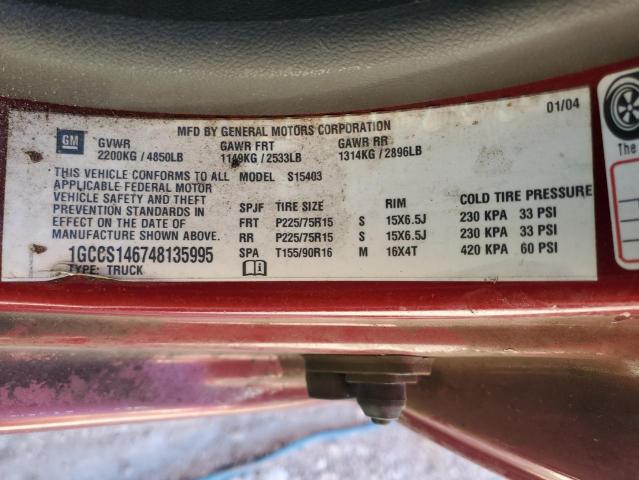 01/04
MFD BY GENERAL MOTORS CORPORATION
GM GVWR GAWR FRT GAWR RR
2200KG / 4850LB 1149KG / 2533LB 1314KG / 2896LB
THIS VEHICLE CONFORMS TO ALL MODEL S15403
APPLICABLE FEDERAL MOTOR
VEHICLE SAFETY AND THEFT
PREVENTION STANDARDS IN
EFFECT ON THE DATE OF
MANUFACTURE SHOWN ABOVE.
SPJF TIRE SIZE RIM COLD TIRE PRESSURE
FRT P225/75R15 S 15X6.5J 230 KPA 33 PSI
RR P225/75R15 S 15X6.5J 230 KPA 33 PSI
SPA T155/90R16 M 16X4T 420 KPA 60 PSI
1GCCS146748135995
TYPE: TRUCK
The